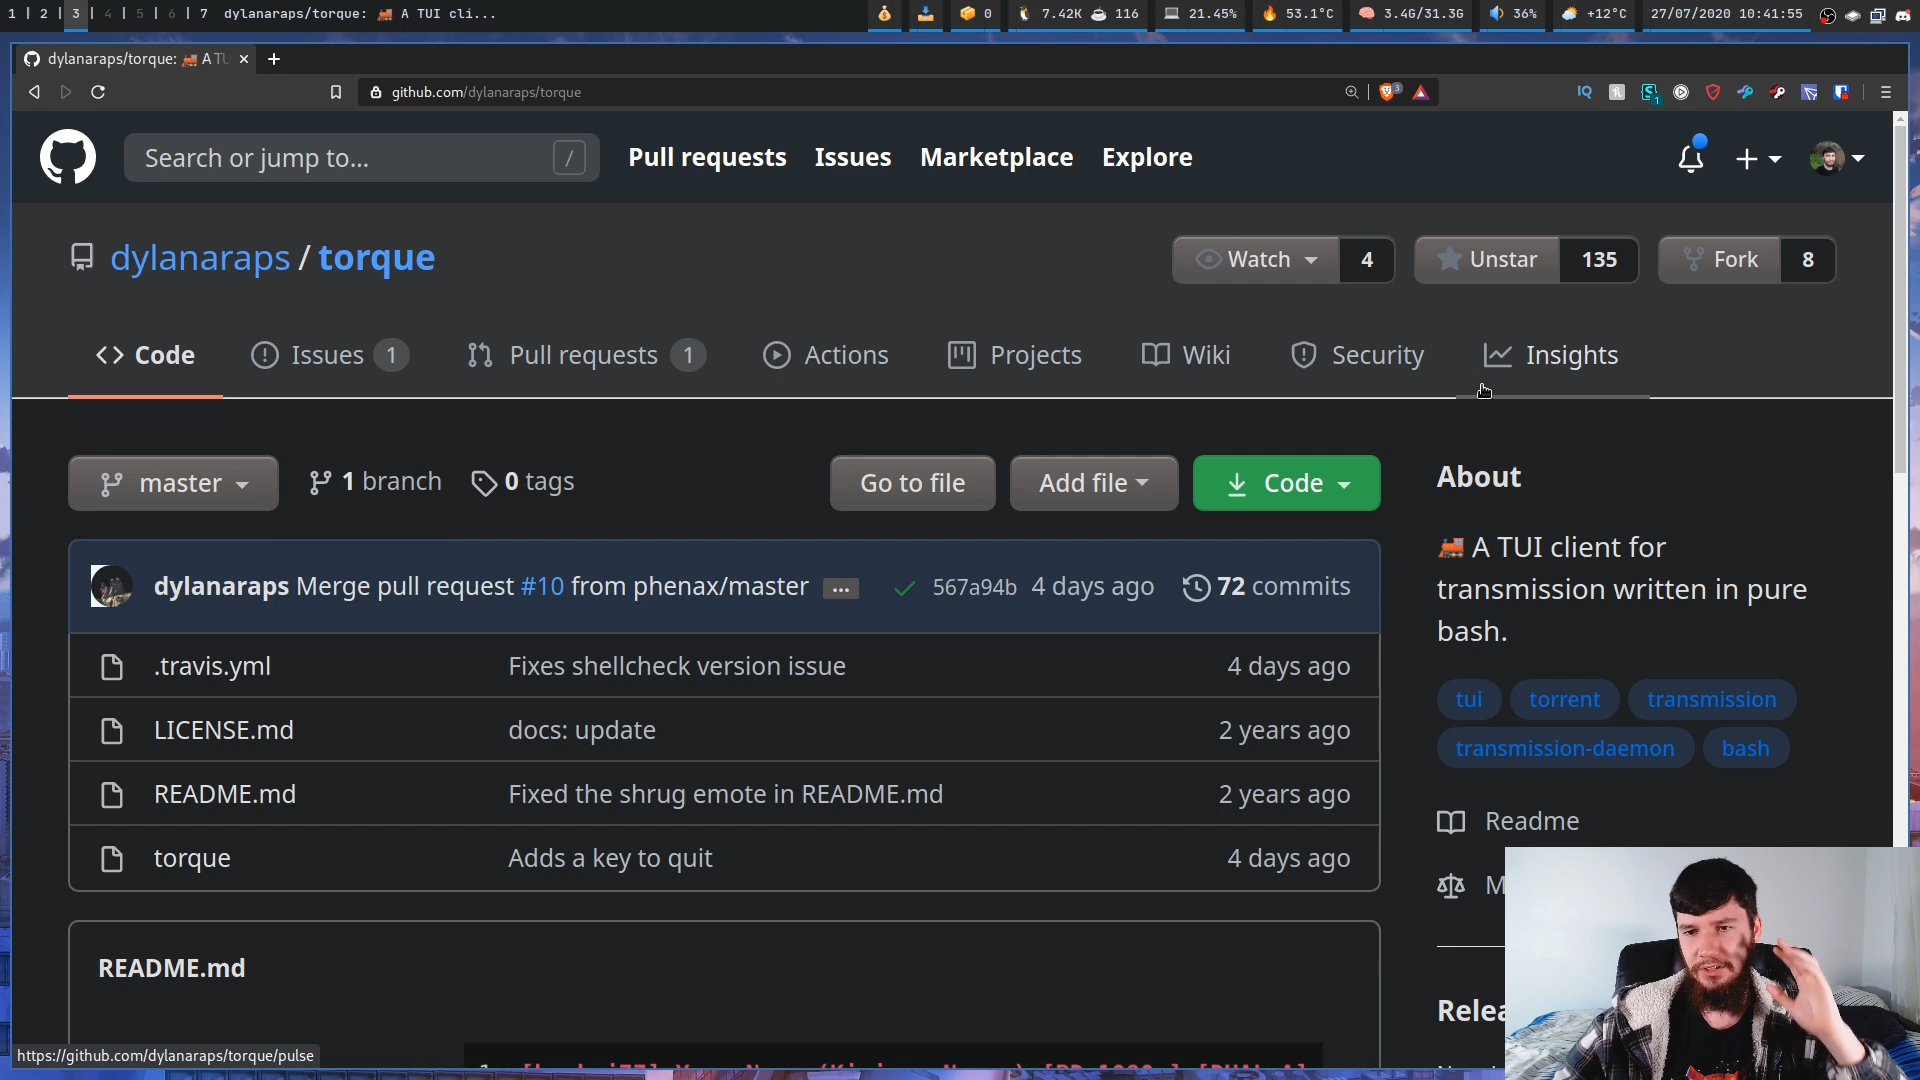 1 | 2 | 3 | 4 | 5 | 6 | 7 dylanaraps/torque: 🚂 A TUI cli... 0 7.42K 116 21.45% 53.1°C 3.4G/31.3G 36% +12°C 27/07/2020 10:41:55
dylanaraps/torque: 🚂 A TU
github.com/dylanaraps/torque
Search or jump to... / Pull requests Issues Marketplace Explore
dylanaraps / torque Watch 4 Unstar 135 Fork 8
Code Issues 1 Pull requests 1 Actions Projects Wiki Security Insights
master 1 branch 0 tags Go to file Add file Code
About
🚂 A TUI client for
transmission written in pure
bash.
tui torrent transmission
transmission-daemon bash
Readme
dylanaraps Merge pull request #10 from phenax/master ... 567a94b 4 days ago 72 commits
.travis.yml Fixes shellcheck version issue 4 days ago
LICENSE.md docs: update 2 years ago
README.md Fixed the shrug emote in README.md 2 years ago
torque Adds a key to quit 4 days ago
README.md
https://github.com/dylanaraps/torque/pulse